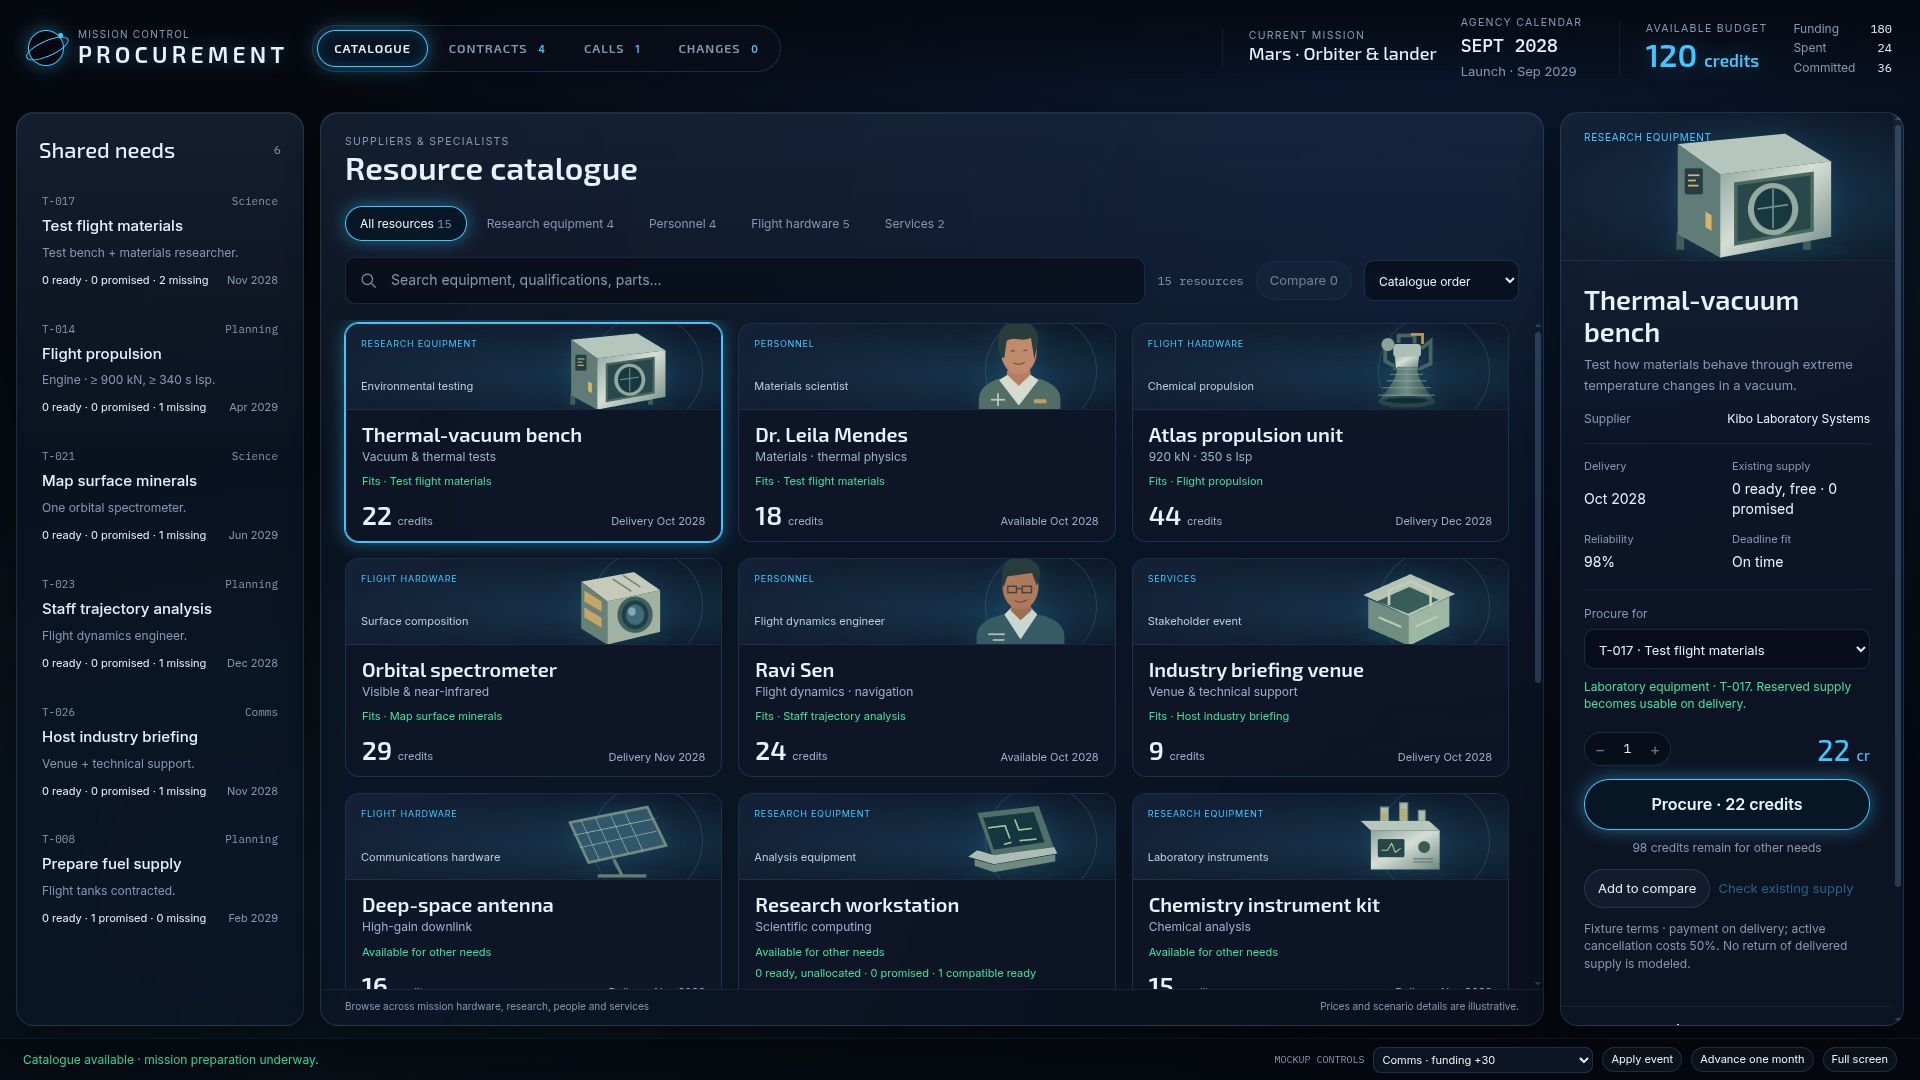 MISSION CONTROL
PROCUREMENT
CATALOGUE
CONTRACTS 4
CALLS 1
CHANGES 0
CURRENT MISSION
Mars · Orbiter & lander
AGENCY CALENDAR
SEPT 2028
Launch · Sep 2029
AVAILABLE BUDGET
120 credits
Funding 180
Spent 24
Committed 36
Shared needs 6
T-017 Science
Test flight materials
Test bench + materials researcher.
0 ready · 0 promised · 2 missing Nov 2028
T-014 Planning
Flight propulsion
Engine · ≥ 900 kN, ≥ 340 s Isp.
0 ready · 0 promised · 1 missing Apr 2029
T-021 Science
Map surface minerals
One orbital spectrometer.
0 ready · 0 promised · 1 missing Jun 2029
T-023 Planning
Staff trajectory analysis
Flight dynamics engineer.
0 ready · 0 promised · 1 missing Dec 2028
T-026 Comms
Host industry briefing
Venue + technical support.
0 ready · 0 promised · 1 missing Nov 2028
T-008 Planning
Prepare fuel supply
Flight tanks contracted.
0 ready · 1 promised · 0 missing Feb 2029
SUPPLIERS & SPECIALISTS
Resource catalogue
All resources 15
Research equipment 4
Personnel 4
Flight hardware 5
Services 2
Search equipment, qualifications, parts...
15 resources
Compare 0
Catalogue order
RESEARCH EQUIPMENT
Environmental testing
Thermal-vacuum bench
Vacuum & thermal tests
Fits · Test flight materials
22 credits Delivery Oct 2028
PERSONNEL
Materials scientist
Dr. Leila Mendes
Materials · thermal physics
Fits · Test flight materials
18 credits Available Oct 2028
FLIGHT HARDWARE
Chemical propulsion
Atlas propulsion unit
920 kN · 350 s Isp
Fits · Flight propulsion
44 credits Delivery Dec 2028
FLIGHT HARDWARE
Surface composition
Orbital spectrometer
Visible & near-infrared
Fits · Map surface minerals
29 credits Delivery Nov 2028
PERSONNEL
Flight dynamics engineer
Ravi Sen
Flight dynamics · navigation
Fits · Staff trajectory analysis
24 credits Available Oct 2028
SERVICES
Stakeholder event
Industry briefing venue
Venue & technical support
Fits · Host industry briefing
9 credits Delivery Oct 2028
FLIGHT HARDWARE
Communications hardware
Deep-space antenna
High-gain downlink
Available for other needs
16
RESEARCH EQUIPMENT
Analysis equipment
Research workstation
Scientific computing
Available for other needs
0 ready, unallocated · 0 promised · 1 compatible ready
RESEARCH EQUIPMENT
Laboratory instruments
Chemistry instrument kit
Chemical analysis
Available for other needs
15
Browse across mission hardware, research, people and services
Prices and scenario details are illustrative.
RESEARCH EQUIPMENT
Thermal-vacuum
bench
Test how materials behave through extreme
temperature changes in a vacuum.
Supplier Kibo Laboratory Systems
Delivery
Oct 2028
Existing supply
0 ready, free · 0
promised
Reliability
98%
Deadline fit
On time
Procure for
T-017 · Test flight materials
Laboratory equipment · T-017. Reserved supply
becomes usable on delivery.
− 1 +
22 cr
Procure · 22 credits
98 credits remain for other needs
Add to compare
Check existing supply
Fixture terms · payment on delivery; active
cancellation costs 50%. No return of delivered
supply is modeled.
Catalogue available · mission preparation underway.
MOCKUP CONTROLS
Comms · funding +30
Apply event
Advance one month
Full screen